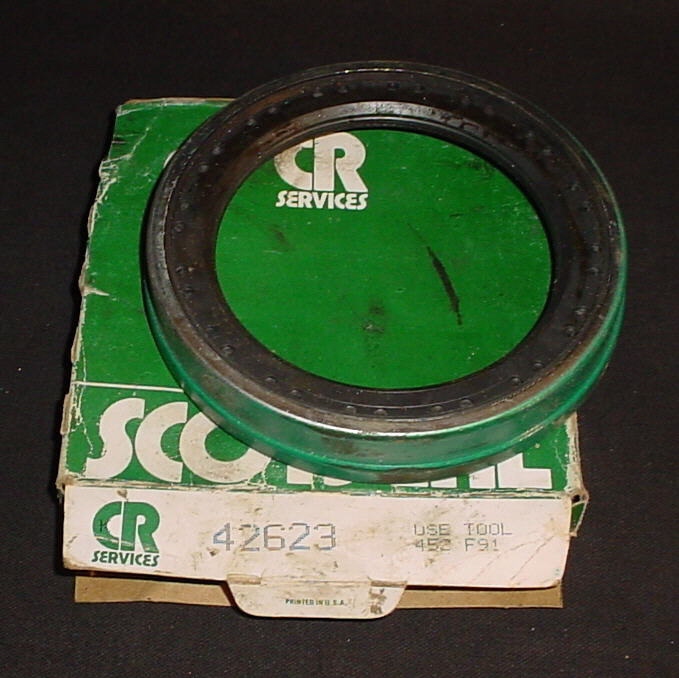 CR
SERVICES
CR
SERVICES
42623
USE TOOL
452 F91
PRINTED IN U.S.A.